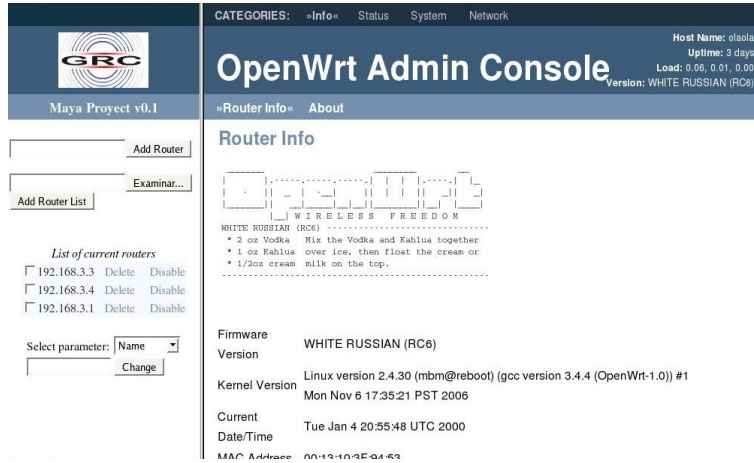 GRC
Maya Proyect v0.1
Add Router
Examinar...
Add Router List
List of current routers
192.168.3.3 Delete Disable
192.168.3.4 Delete Disable
192.168.3.1 Delete Disable
Select parameter: Name
Change
CATEGORIES: »Info« Status System Network
OpenWrt Admin Console
Host Name: olaola
Uptime: 3 days
Load: 0.06, 0.01, 0.00
Version: WHITE RUSSIAN (RC6)
»Router Info« About
Router Info
W I R E L E S S F R E E D O M
WHITE RUSSIAN (RC6) --------------------------------
* 2 oz Vodka Mix the Vodka and Kahlua together
* 1 oz Kahlua over ice, then float the cream or
* 1/2oz cream milk on the top.
Firmware Version WHITE RUSSIAN (RC6)
Kernel Version Linux version 2.4.30 (mbm@reboot) (gcc version 3.4.4 (OpenWrt-1.0)) #1
Mon Nov 6 17:35:21 PST 2006
Current Date/Time Tue Jan 4 20:55:48 UTC 2000
MAC Address 00:13:10:3F:94:53